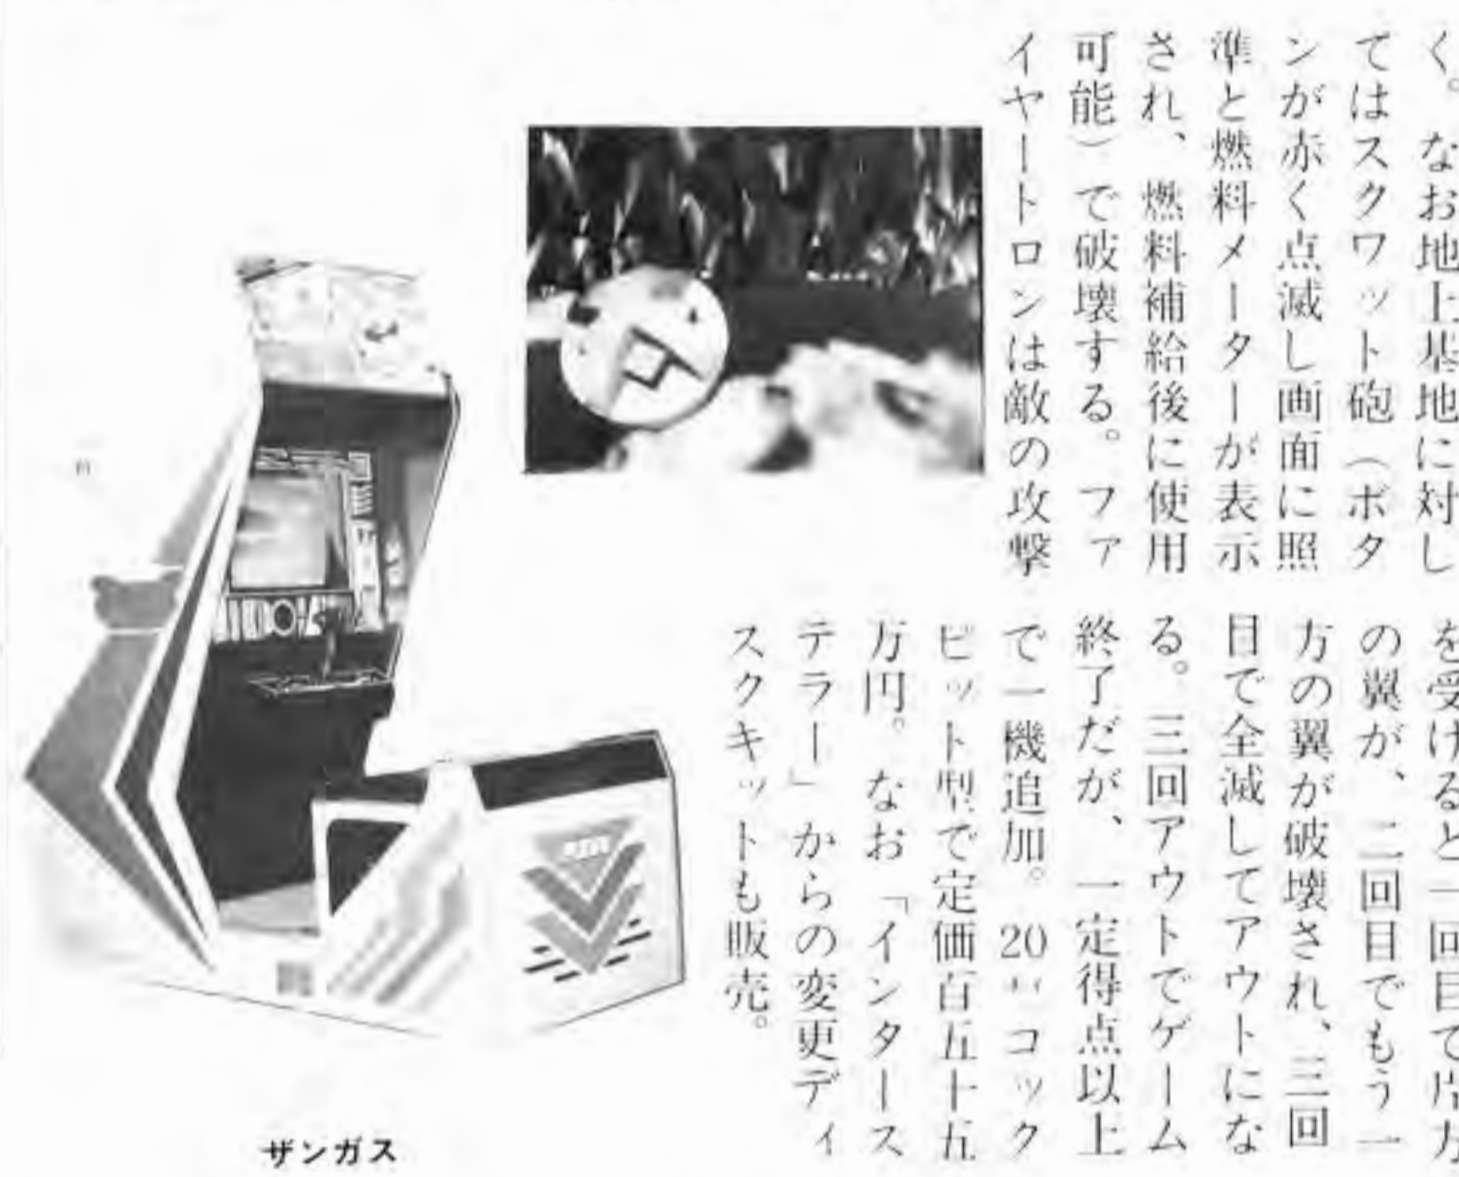 く。なお地上基地に対し
てはスクワット砲（ボタ
ンが赤く点滅し画面に照
準と燃料メーターが表示
され、燃料補給後に使用
可能）で破壊する。ファ
イヤートロンは敵の攻撃
を受けると一回目で片方
の翼が、二回目でもう一
方の翼が破壊され、三回
目で全滅してアウトにな
る。三回アウトでゲーム
終了だが、一定得点以上
で一機追加。20㌅コック
ピット型で定価百五十五
万円。なお「インタース
テラー」からの変更ディ
スクキットも販売。
ザンガス